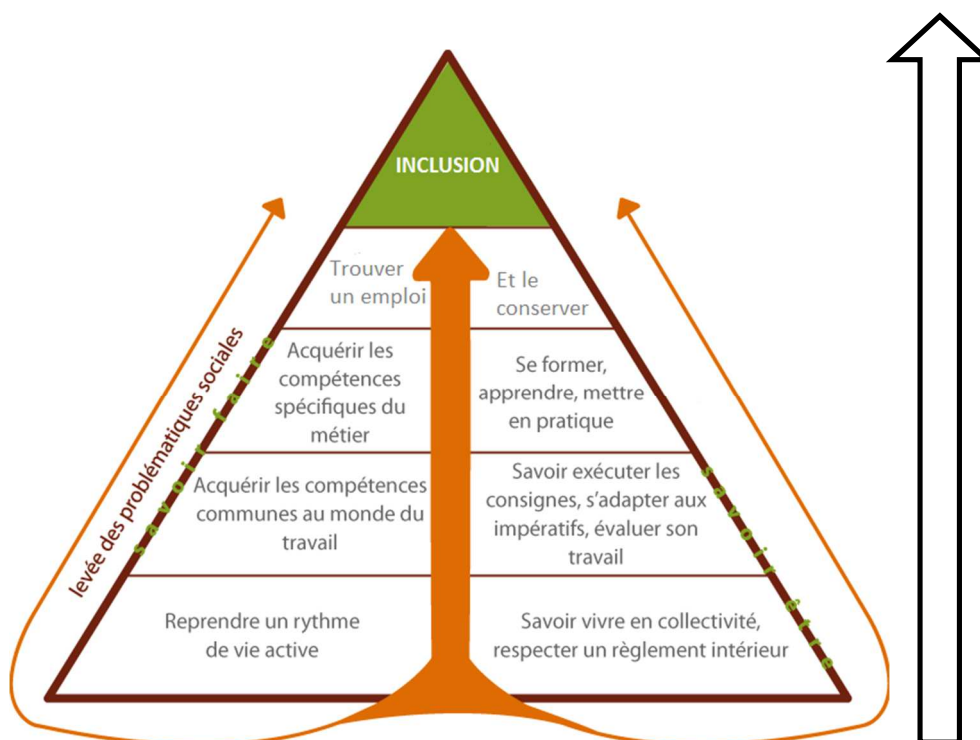 INCLUSION
Trouver
un emploi
Et le
conserver
Acquérir les
compétences
spécifiques du
métier
Se former,
apprendre, mettre
en pratique
Acquérir les compétences
communes au monde du
travail
Savoir exécuter les
consignes, s'adapter aux
impératifs, évaluer son
travail
Reprendre un rythme
de vie active
Savoir vivre en collectivité,
respecter un règlement intérieur
levée des problématiques sociales
savoir faire
savoir être